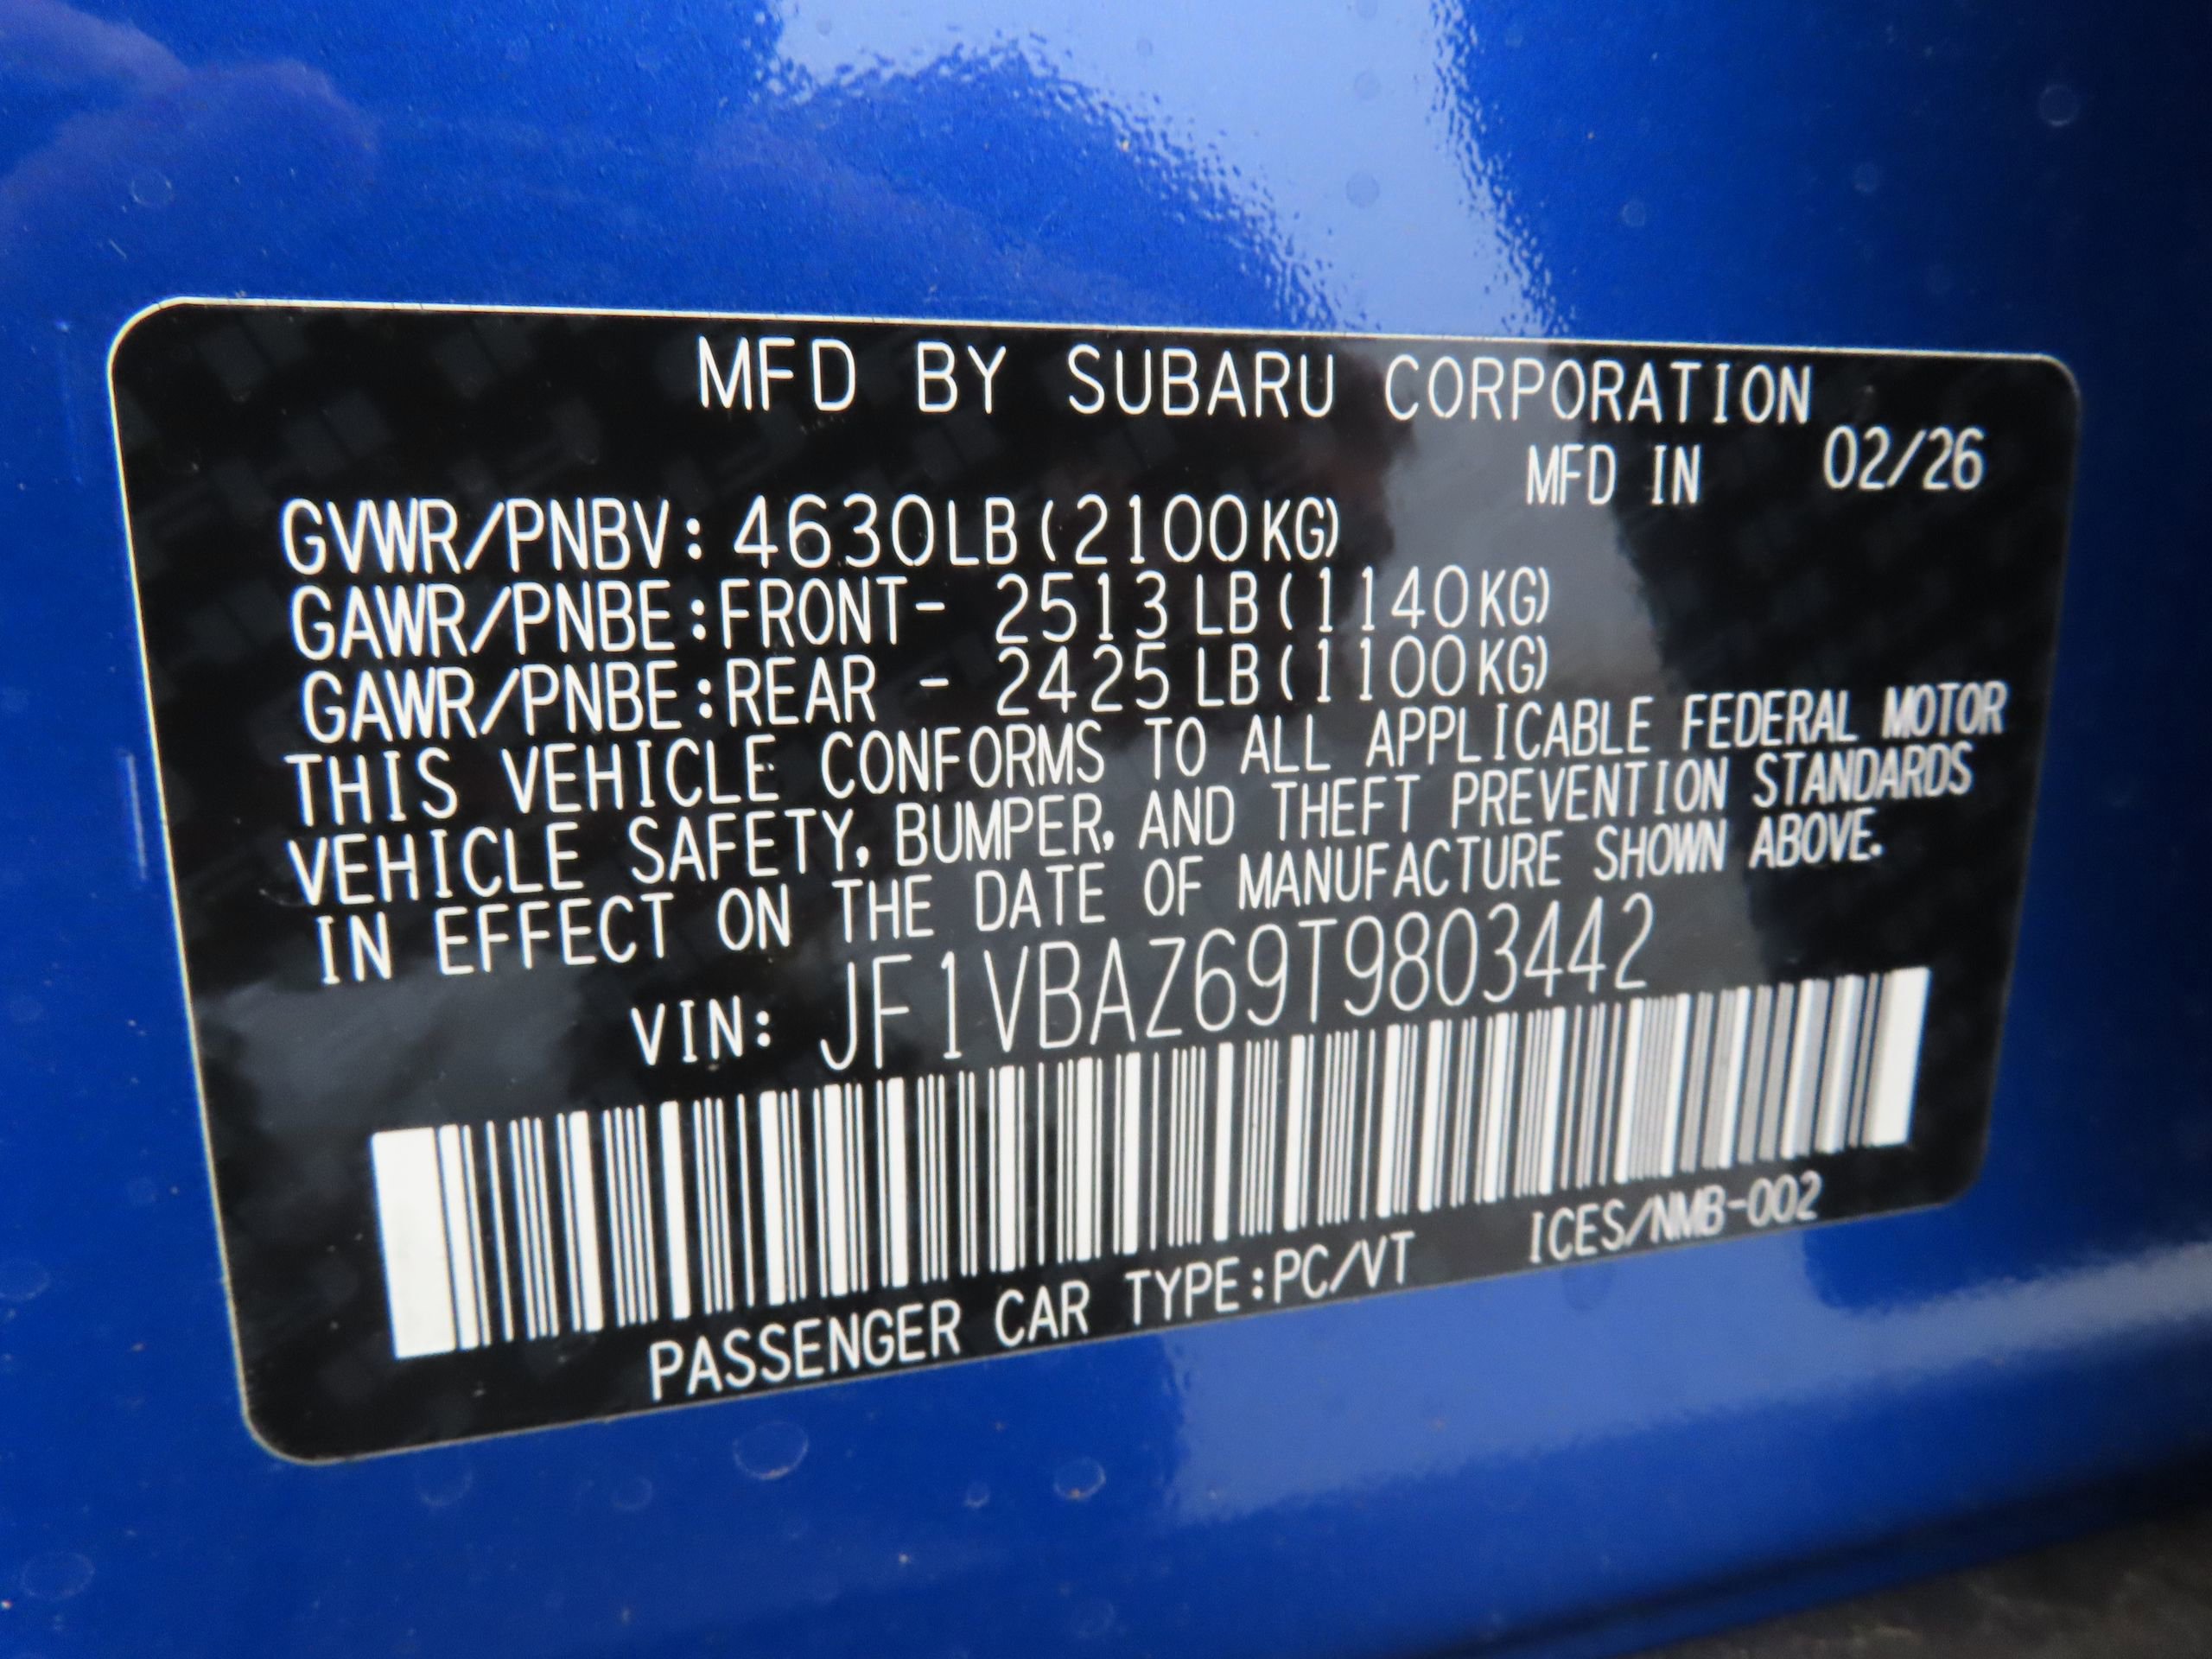 MFD BY SUBARU CORPORATION
MFD IN 02/26
GVWR/PNBV: 4630LB(2100KG)
GAWR/PNBE:FRONT- 2513 LB(1140KG)
GAWR/PNBE:REAR - 2425 LB(1100KG)
THIS VEHICLE CONFORMS TO ALL APPLICABLE FEDERAL MOTOR
VEHICLE SAFETY, BUMPER, AND THEFT PREVENTION STANDARDS
IN EFFECT ON THE DATE OF MANUFACTURE SHOWN ABOVE.
VIN: JF1VBAZ69T9803442
PASSENGER CAR TYPE:PC/VT ICES/NMB-002